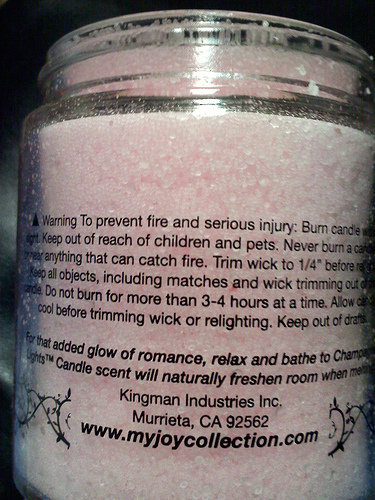 Warning To prevent fire and serious injury: Burn candle
sight. Keep out of reach of children and pets. Never burn a
or near anything that can catch fire. Trim wick to 1/4" before
Keep all objects, including matches and wick trimming out of
candle. Do not burn for more than 3-4 hours at a time. Allow
cool before trimming wick or relighting. Keep out of drafts.
For that added glow of romance, relax and bathe to
Lights™ Candle scent will naturally freshen room when
Kingman Industries Inc.
Murrieta, CA 92562
www.myjoycollection.com